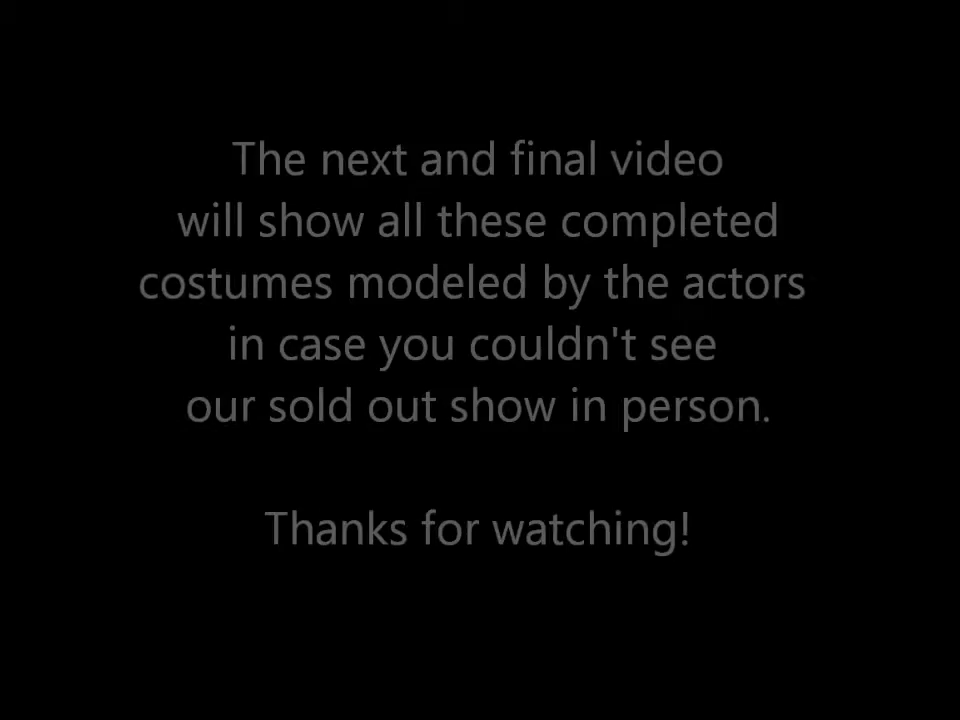 The next and final video
will show all these completed
costumes modeled by the actors
in case you couldn't see
our sold out show in person.
Thanks for watching!